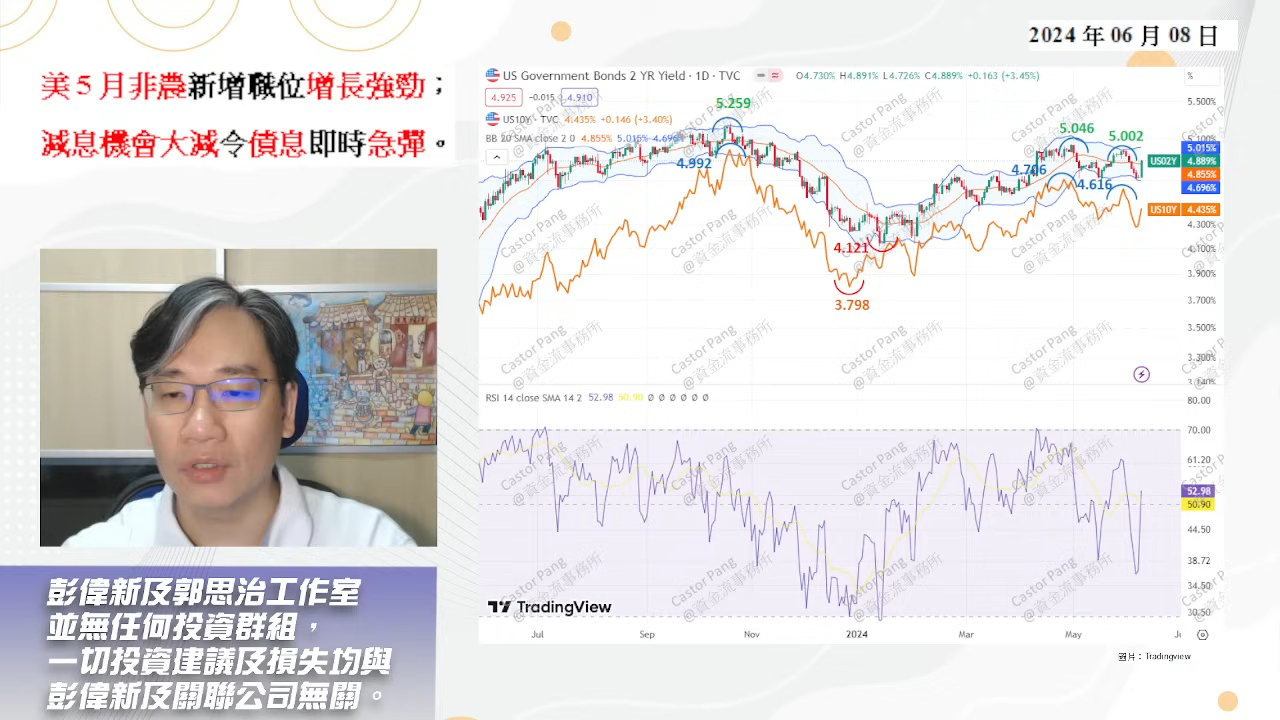 2024 年 06 月 08 日
美 5 月非農新增職位增長強勁；
減息機會大減令債息即時急彈。
US Government Bonds 2 YR Yield · 1D · TVC O4.730% H4.891% L4.726% C4.889% +0.163 (+3.45%)
4.925 -0.015 4.910
US10Y · TVC 4.435% +0.146 (+3.40%)
BB 20 SMA close 2 0 4.855% 5.015% 4.696%
%
5.500%
5.259
5.046
5.002
5.100%
5.015%
US02Y 4.889%
4.855%
4.696%
4.992
4.706
4.616
US10Y 4.435%
4.300%
4.121
4.100%
3.900%
3.798
3.700%
3.500%
3.300%
3.140%
Castor Pang
@資金流事務所
RSI 14 close SMA 14 2 52.98 50.90 Ø Ø Ø Ø Ø Ø
80.00
70.00
61.20
52.98
50.90
44.50
38.72
34.50
30.50
TradingView
Jul Sep Nov 2024 Mar May
圖片：Tradingview
彭偉新及郭思治工作室
並無任何投資群組，
一切投資建議及損失均與
彭偉新及關聯公司無關。